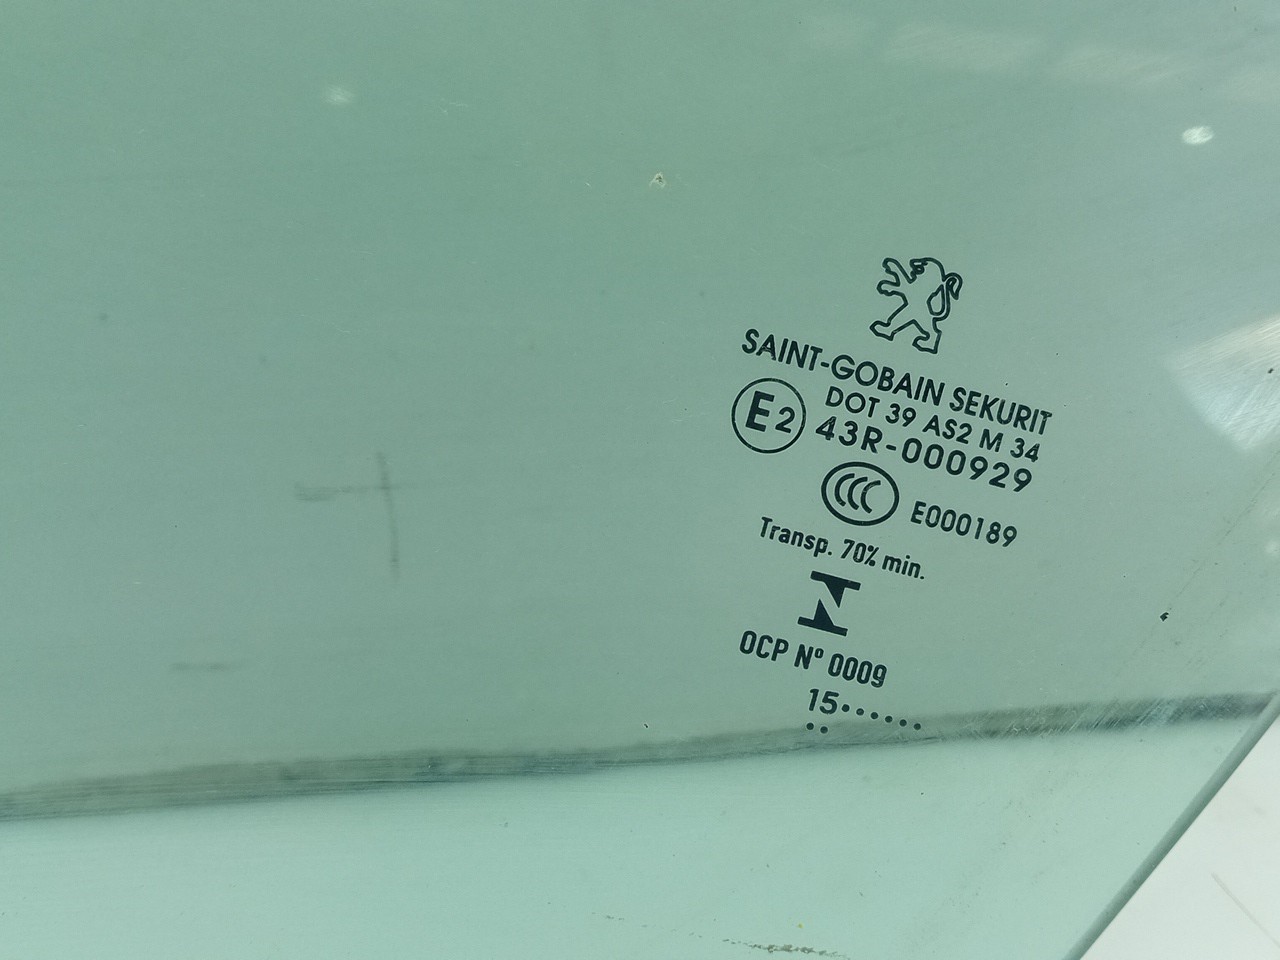 SAINT-GOBAIN SEKURIT
DOT 39 AS2 M 34
E2 43R-000929
CCC E000189
Transp. 70% min.
OCP Nº 0009
15.......
..